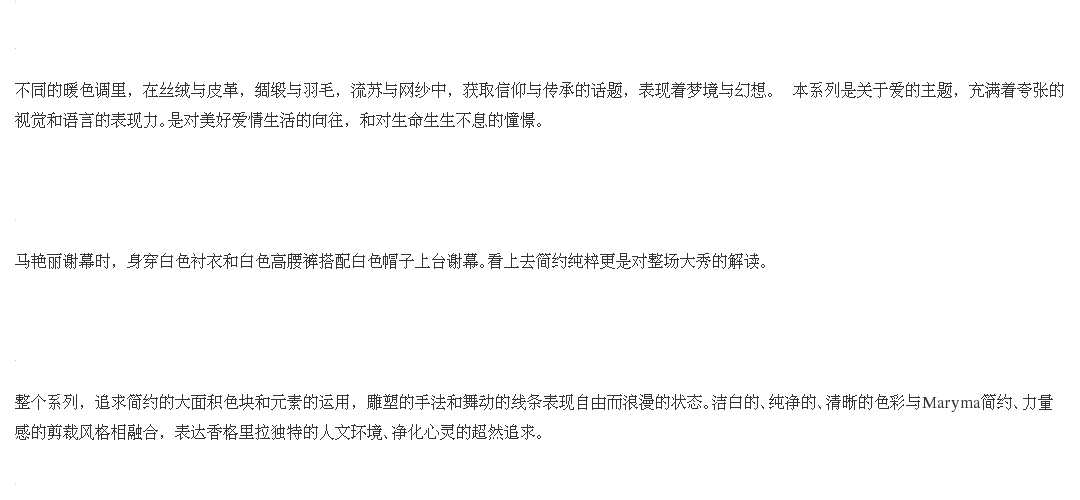 不同的暖色调里，在丝绒与皮革，绸缎与羽毛，流苏与网纱中，获取信仰与传承的话题，表现着梦境与幻想。 本系列是关于爱的主题，充满着夸张的
视觉和语言的表现力。是对美好爱情生活的向往，和对生命生生不息的憧憬。
马艳丽谢幕时，身穿白色衬衣和白色高腰裤搭配白色帽子上台谢幕。看上去简约纯粹更是对整场大秀的解读。
整个系列，追求简约的大面积色块和元素的运用，雕塑的手法和舞动的线条表现自由而浪漫的状态。洁白的、纯净的、清晰的色彩与Maryma简约、力量
感的剪裁风格相融合，表达香格里拉独特的人文环境、净化心灵的超然追求。